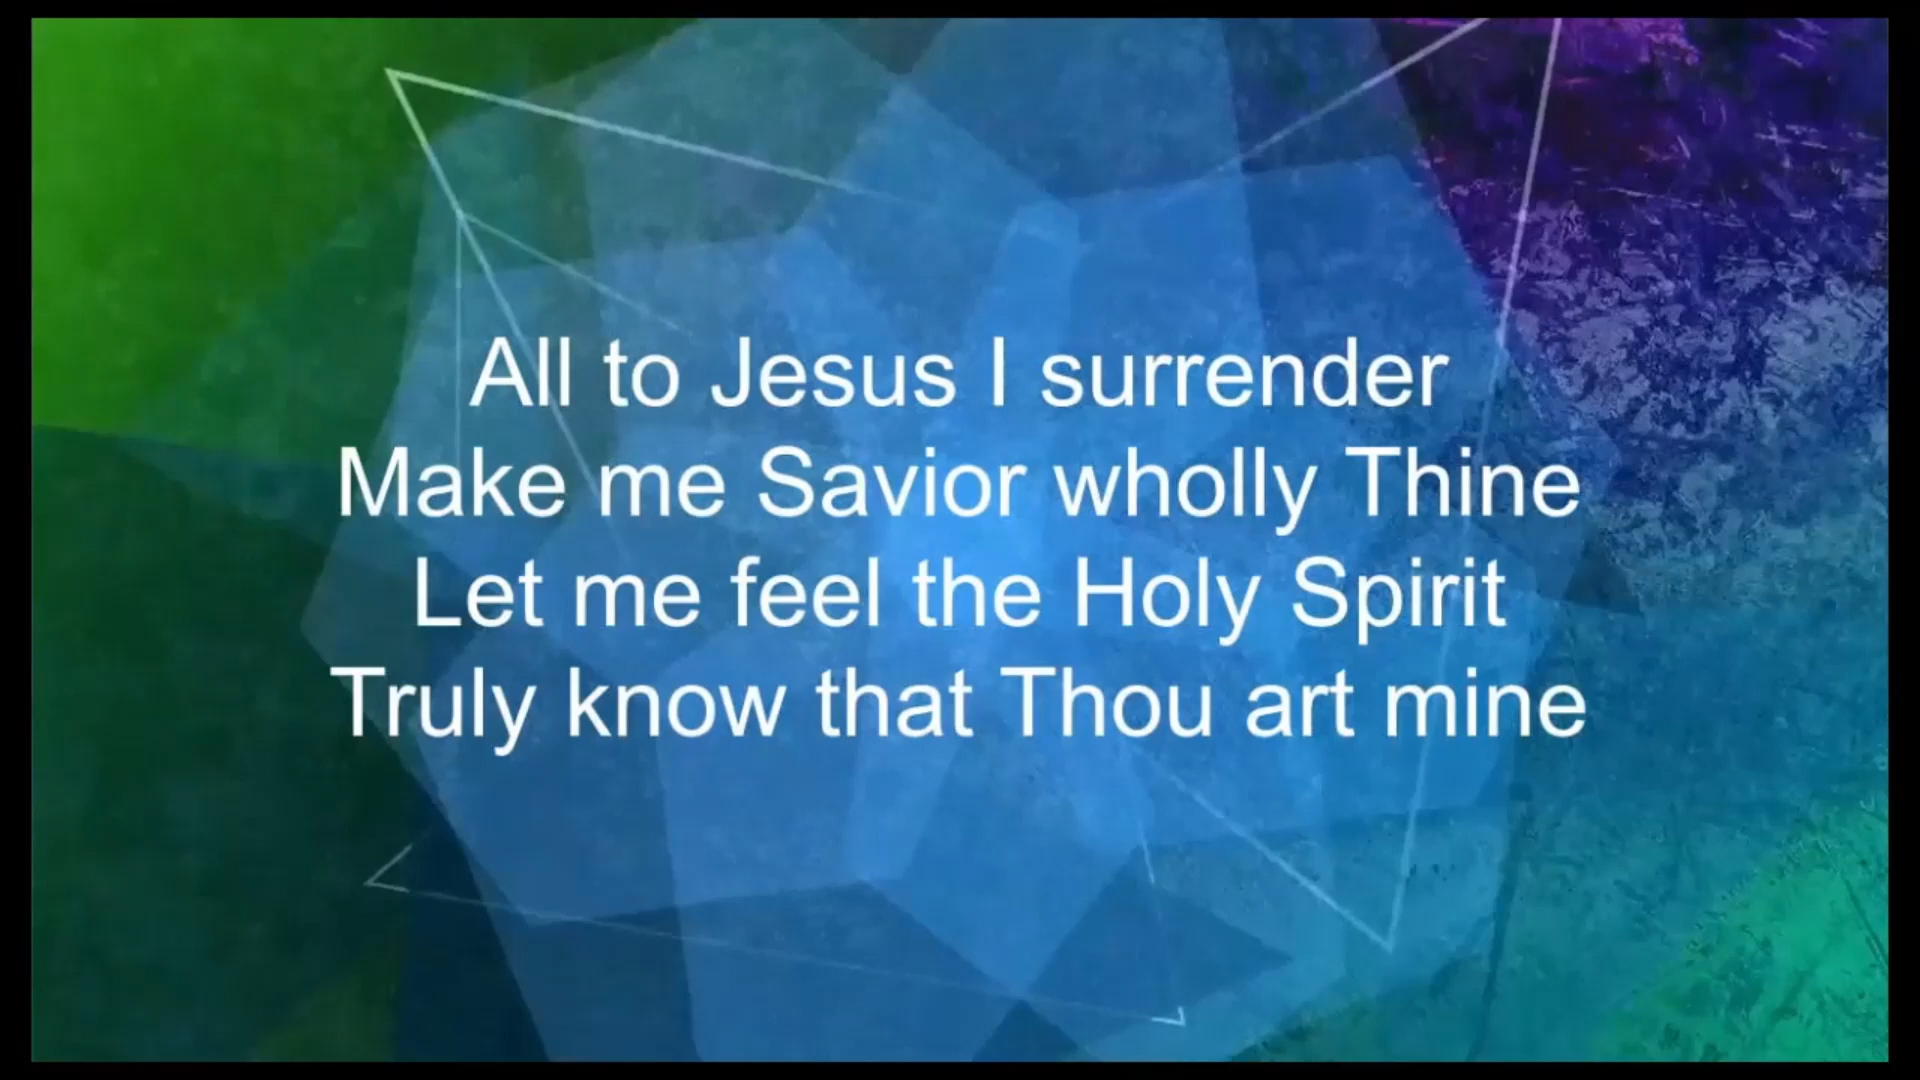 All to Jesus I surrender
Make me Savior wholly Thine
Let me feel the Holy Spirit
Truly know that Thou art mine